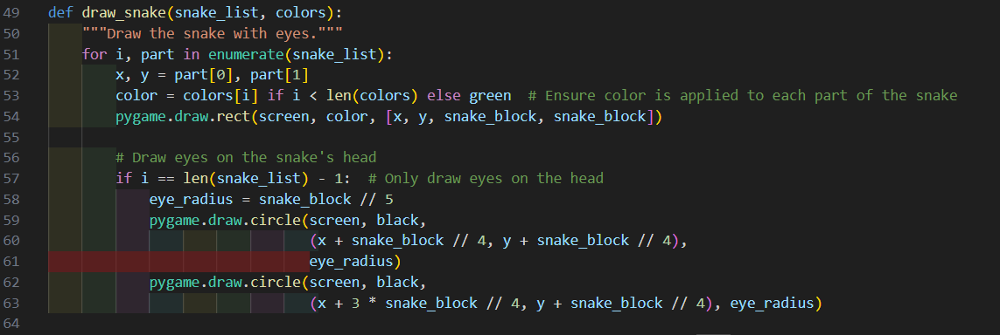 49 def draw_snake(snake_list, colors):
50     """Draw the snake with eyes."""
51     for i, part in enumerate(snake_list):
52         x, y = part[0], part[1]
53         color = colors[i] if i < len(colors) else green  # Ensure color is applied to each part of the snake
54         pygame.draw.rect(screen, color, [x, y, snake_block, snake_block])
55
56         # Draw eyes on the snake's head
57         if i == len(snake_list) - 1:  # Only draw eyes on the head
58             eye_radius = snake_block // 5
59             pygame.draw.circle(screen, black,
60                                (x + snake_block // 4, y + snake_block // 4),
61                                eye_radius)
62             pygame.draw.circle(screen, black,
63                                (x + 3 * snake_block // 4, y + snake_block // 4), eye_radius)
64